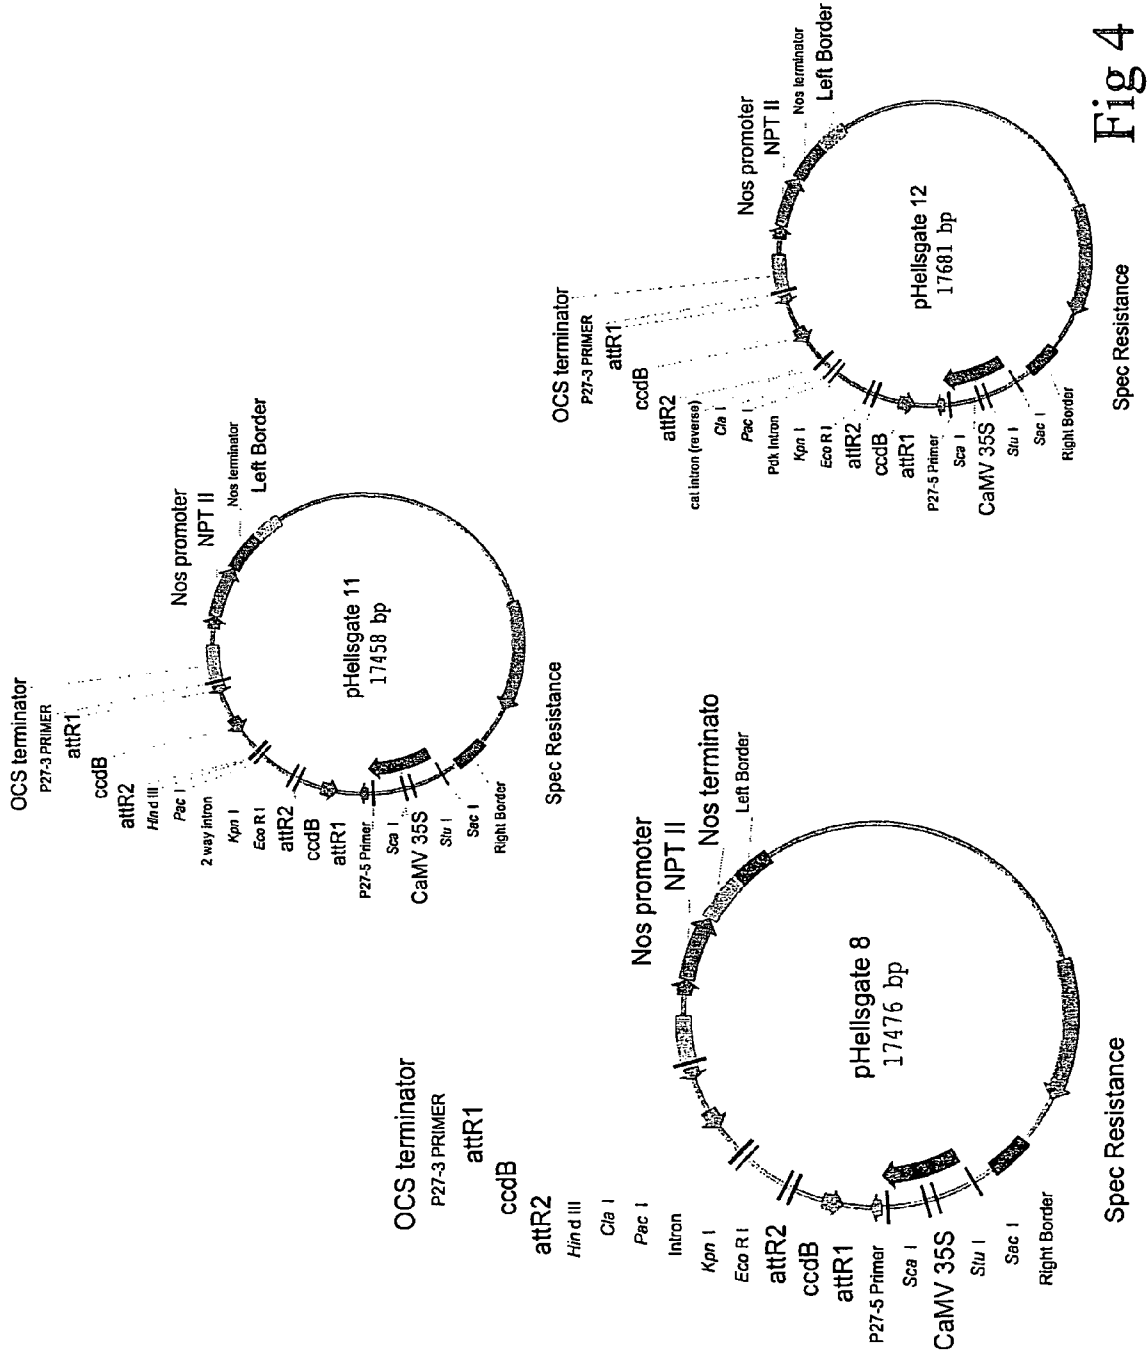 OCS terminator
P27-3 PRIMER
attR1
ccdB
attR2
Hind III
Pac I
2 way intron
Kpn I
Eco R I
attR2
ccdB
attR1
P27-5 Primer
Sca I
CaMV 35S
Stu I
Sac I
Right Border
Nos promoter
NPT II
Nos terminator
Left Border
pHellsgate 11
17458 bp
Spec Resistance
OCS terminator
P27-3 PRIMER
attR1
ccdB
attR2
Hind III
Cla I
Pac I
Intron
Kpn I
Eco R I
attR2
ccdB
attR1
P27-5 Primer
Sca I
CaMV 35S
Stu I
Sac I
Right Border
Nos promoter
NPT II
Nos terminato
Left Border
pHellsgate 8
17476 bp
Spec Resistance
OCS terminator
P27-3 PRIMER
attR1
ccdB
attR2
cat intron (reverse)
Cla I
Pac I
Pdk Intron
Kpn I
Eco R I
attR2
ccdB
attR1
P27-5 Primer
Sca I
CaMV 35S
Stu I
Sac I
Right Border
Nos promoter
NPT II
Nos terminator
Left Border
pHellsgate 12
17681 bp
Spec Resistance
Fig 4